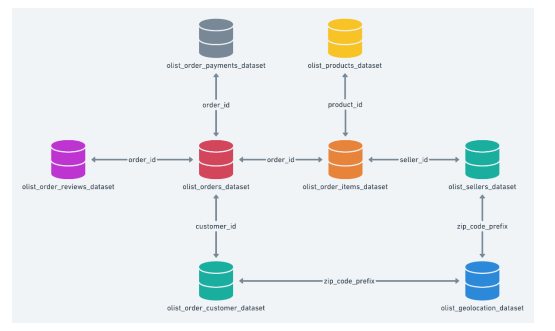 olist_order_payments_dataset
olist_products_dataset
order_id
product_id
order_id
order_id
seller_id
olist_order_reviews_dataset
olist_orders_dataset
olist_order_items_dataset
olist_sellers_dataset
customer_id
zip_code_prefix
zip_code_prefix
olist_order_customer_dataset
olist_geolocation_dataset